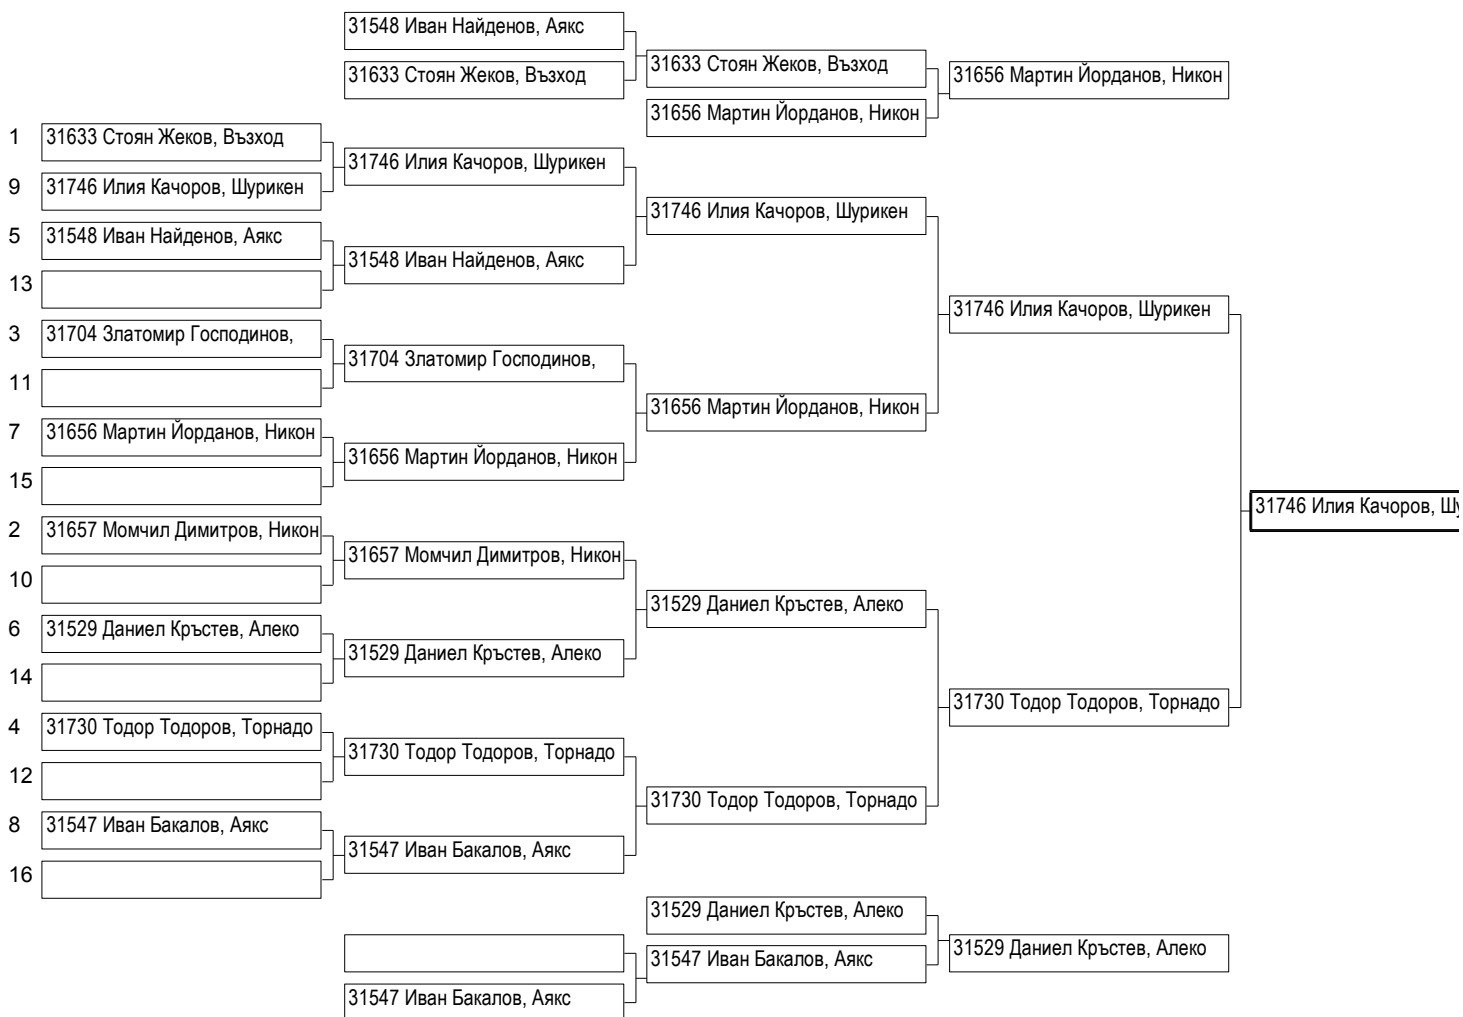 31548 Иван Найденов, Аякс
31633 Стоян Жеков, Възход
31633 Стоян Жеков, Възход
31656 Мартин Йорданов, Никон
31656 Мартин Йорданов, Никон
1 31633 Стоян Жеков, Възход
9 31746 Илия Качоров, Шурикен
5 31548 Иван Найденов, Аякс
13
3 31704 Златомир Господинов,
11
7 31656 Мартин Йорданов, Никон
15
2 31657 Момчил Димитров, Никон
10
6 31529 Даниел Кръстев, Алеко
14
4 31730 Тодор Тодоров, Торнадо
12
8 31547 Иван Бакалов, Аякс
16
31746 Илия Качоров, Шурикен
31548 Иван Найденов, Аякс
31704 Златомир Господинов,
31656 Мартин Йорданов, Никон
31657 Момчил Димитров, Никон
31529 Даниел Кръстев, Алеко
31730 Тодор Тодоров, Торнадо
31547 Иван Бакалов, Аякс
31746 Илия Качоров, Шурикен
31656 Мартин Йорданов, Никон
31529 Даниел Кръстев, Алеко
31730 Тодор Тодоров, Торнадо
31746 Илия Качоров, Шурикен
31730 Тодор Тодоров, Торнадо
31746 Илия Качоров,
31529 Даниел Кръстев, Алеко
31547 Иван Бакалов, Аякс
31547 Иван Бакалов, Аякс
31529 Даниел Кръстев, Алеко